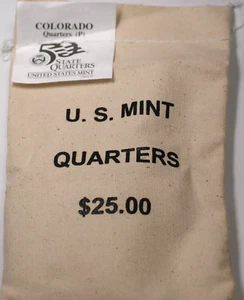 COLORADO
Quarters (P)
50
STATE
QUARTERS
UNITED STATES MINT
U. S. MINT
QUARTERS
$25.00